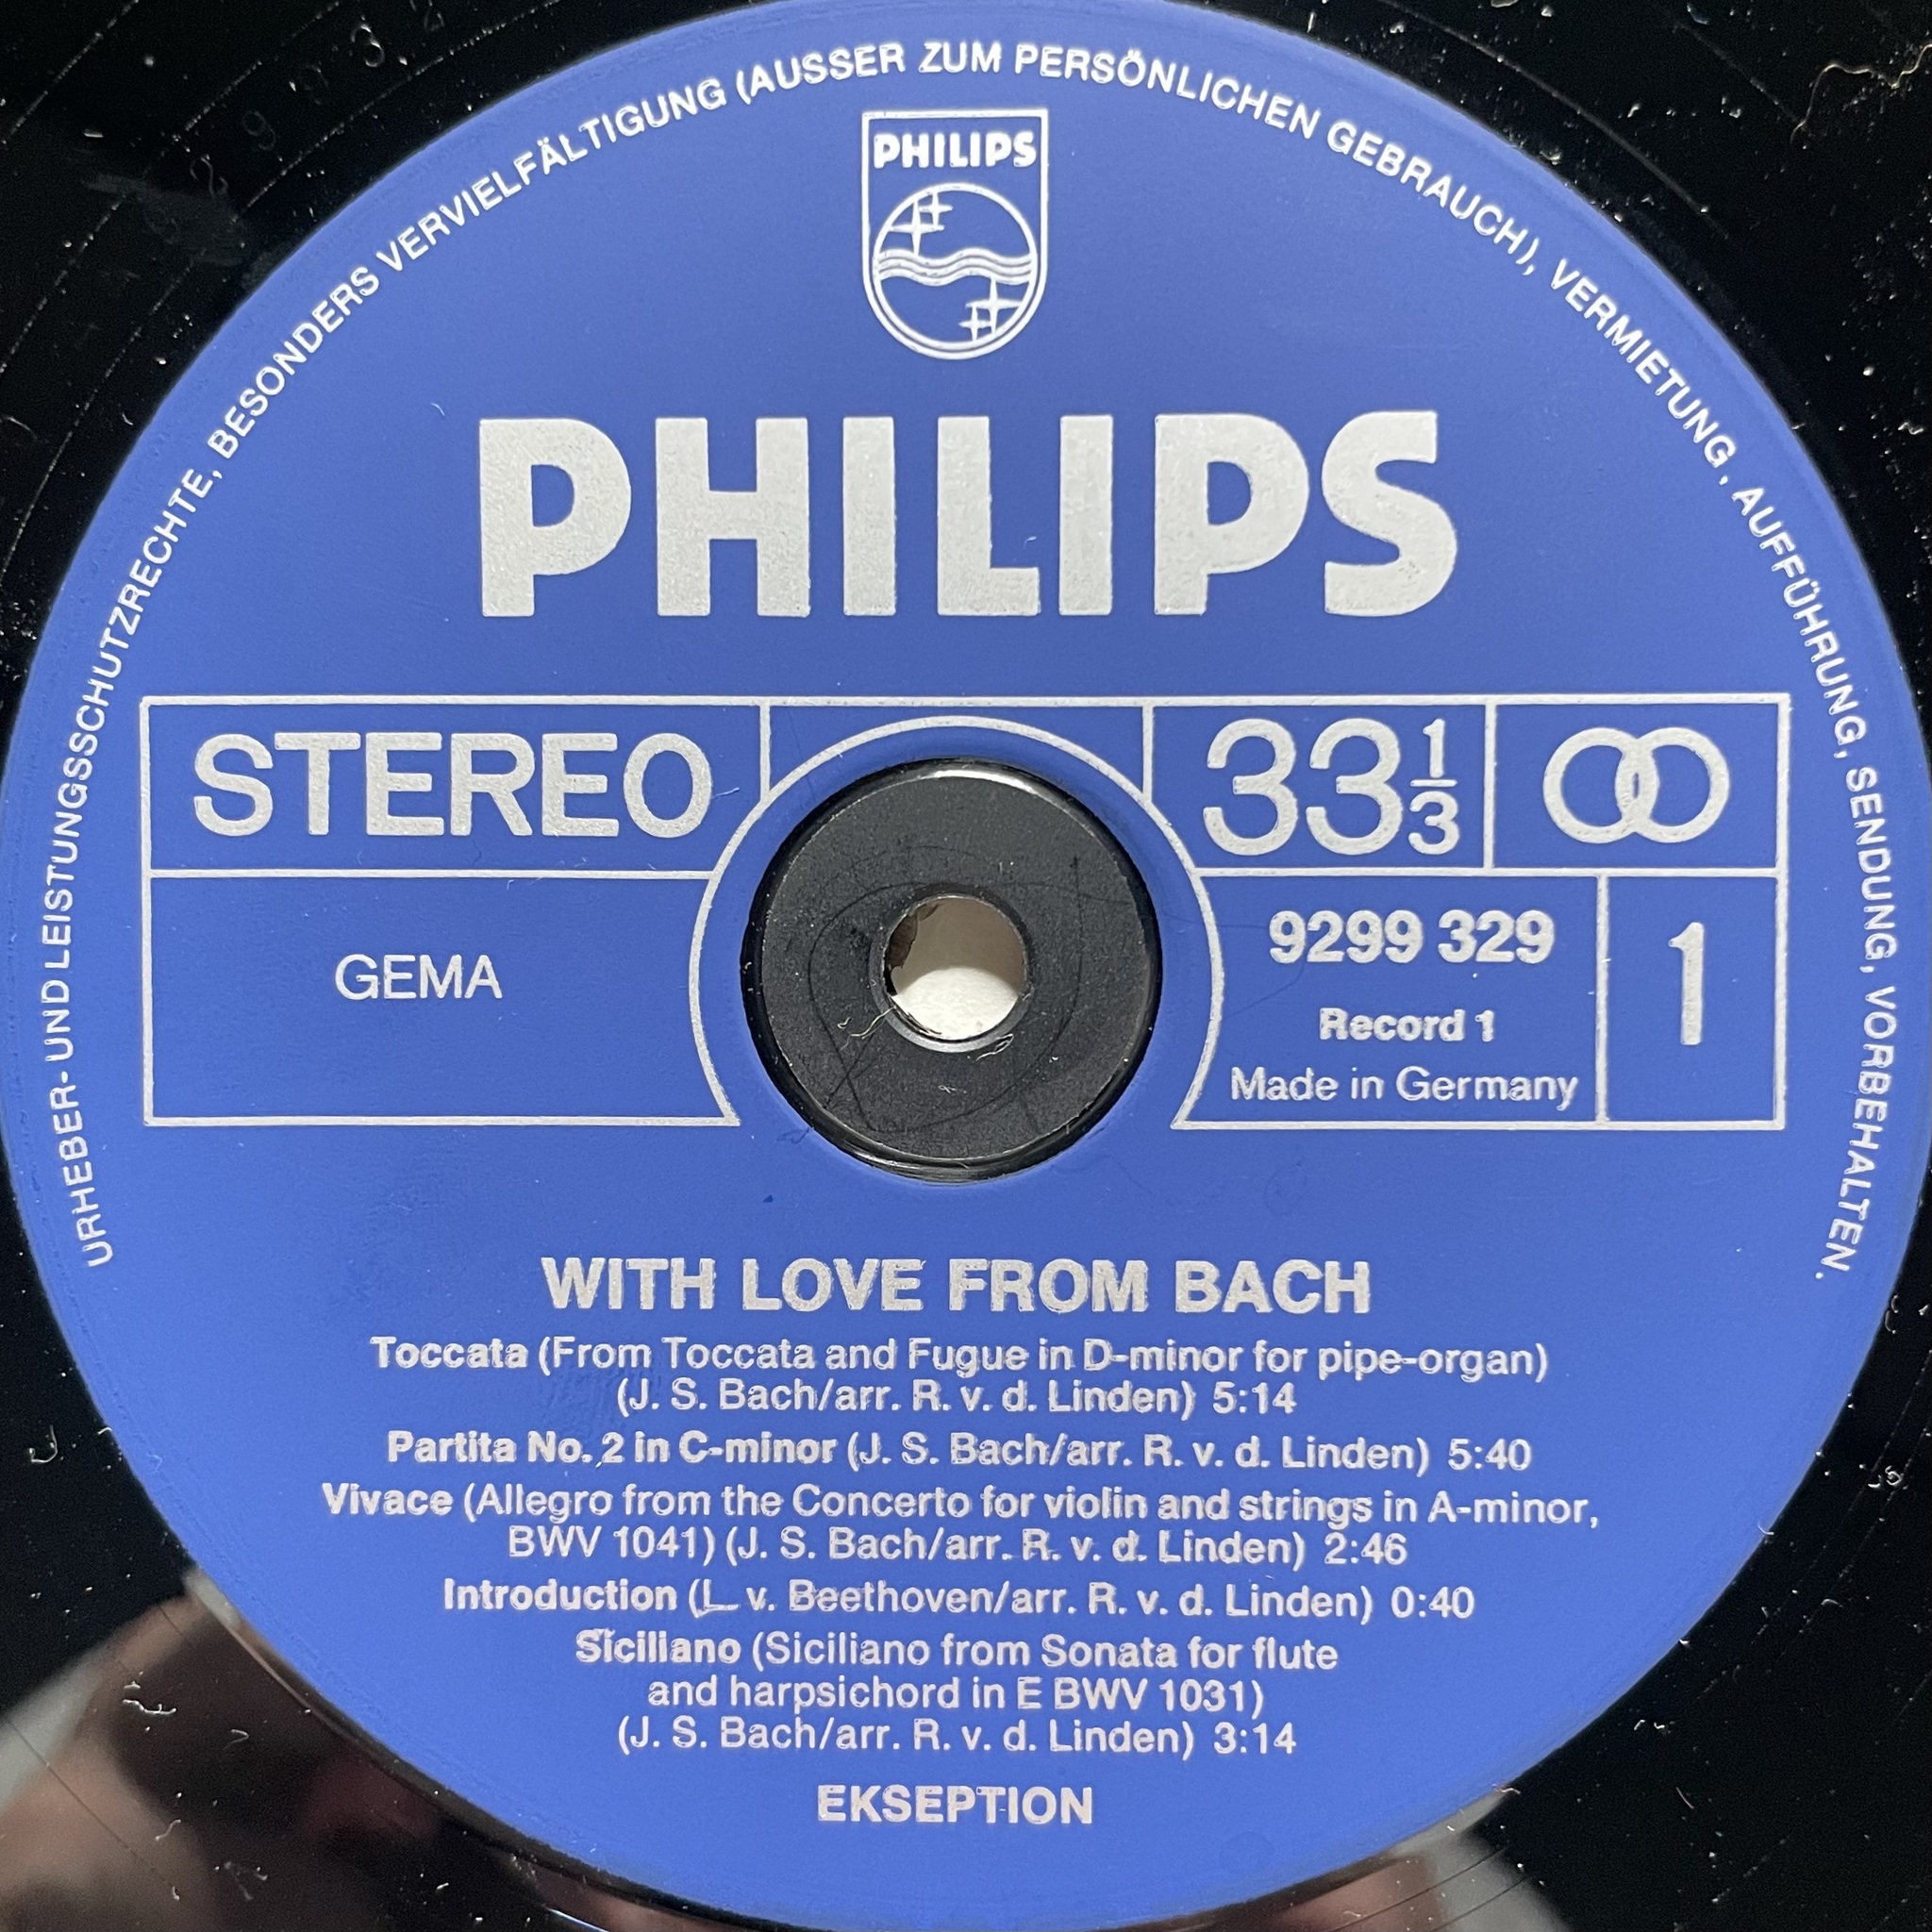 URHEBER- UND LEISTUNGSSCHUTZRECHTE, BESONDERS VERVIELFÄLTIGUNG (AUSSER ZUM PERSÖNLICHEN GEBRAUCH), VERMIETUNG, AUFFÜHRUNG, SENDUNG, VORBEHALTEN.
PHILIPS
PHILIPS
STEREO
33 1/3
GEMA
9299 329
Record 1
Made in Germany
1
WITH LOVE FROM BACH
Toccata (From Toccata and Fugue in D-minor for pipe-organ)
(J. S. Bach/arr. R. v. d. Linden) 5:14
Partita No. 2 in C-minor (J. S. Bach/arr. R. v. d. Linden) 5:40
Vivace (Allegro from the Concerto for violin and strings in A-minor,
BWV 1041) (J. S. Bach/arr. R. v. d. Linden) 2:46
Introduction (L. v. Beethoven/arr. R. v. d. Linden) 0:40
Siciliano (Siciliano from Sonata for flute
and harpsichord in E BWV 1031)
(J. S. Bach/arr. R. v. d. Linden) 3:14
EKSEPTION